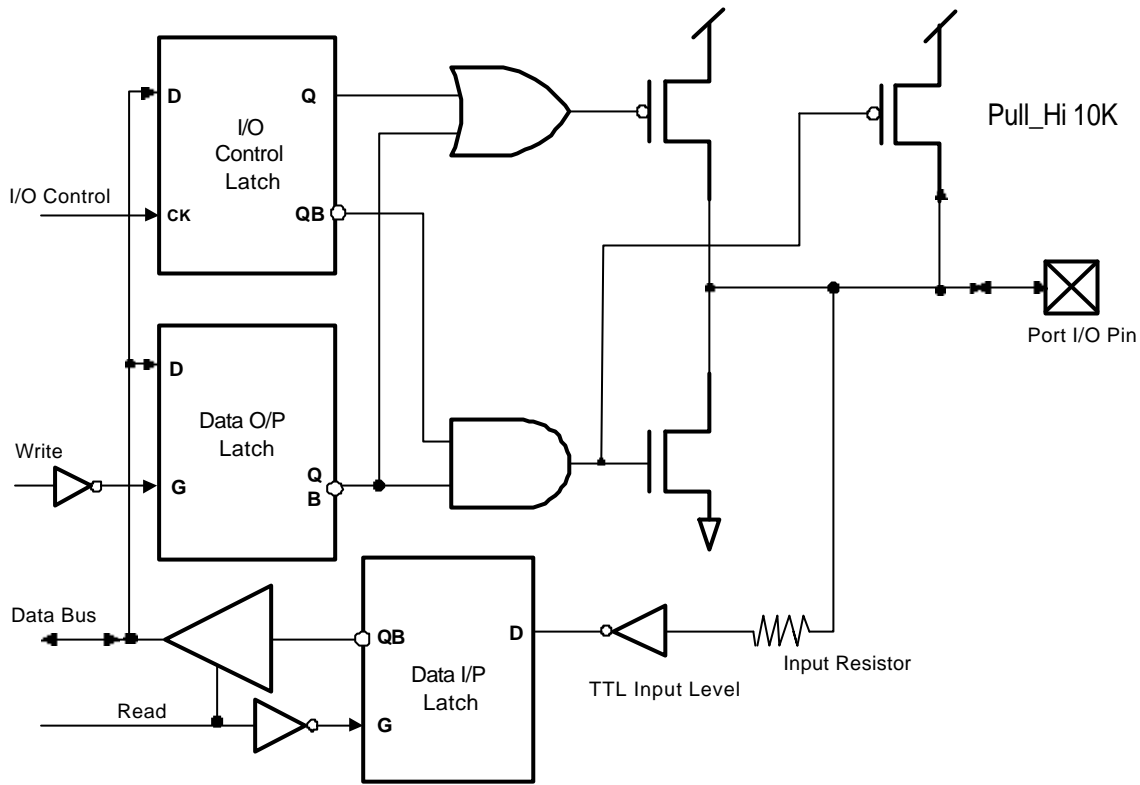 D
Q
I/O
Control
Latch
I/O Control
CK
QB
Pull_Hi 10K
Port I/O Pin
D
Data O/P
Latch
Write
G
Q
B
Data Bus
QB
D
Data I/P
Latch
G
Read
TTL Input Level
Input Resistor